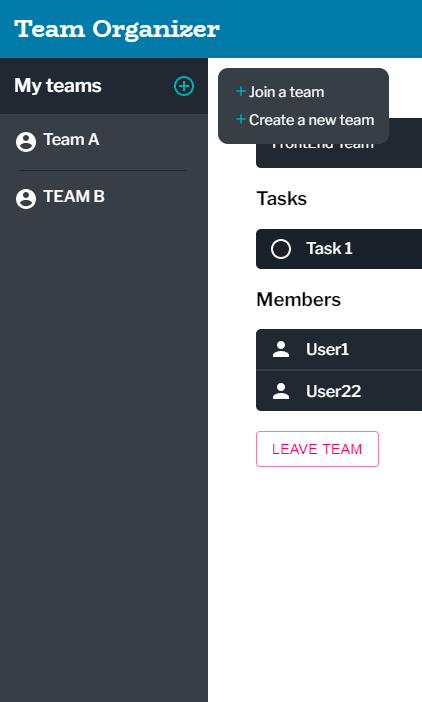 Team Organizer
My teams
Team A
TEAM B
+ Join a team
+ Create a new team
FrontEnd Team
Tasks
Task 1
Members
User1
User22
LEAVE TEAM